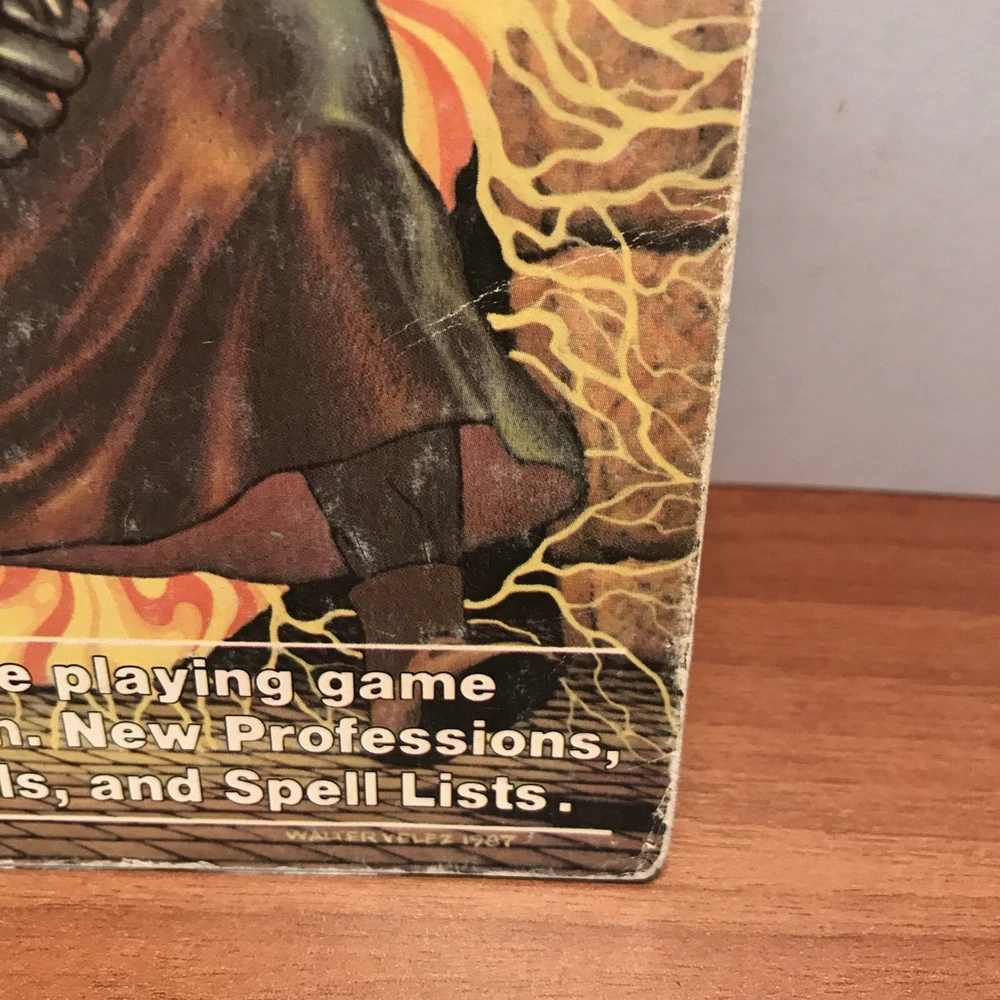 e playing game
n. New Professions,
ls, and Spell Lists.
WALTER VELEZ 1987